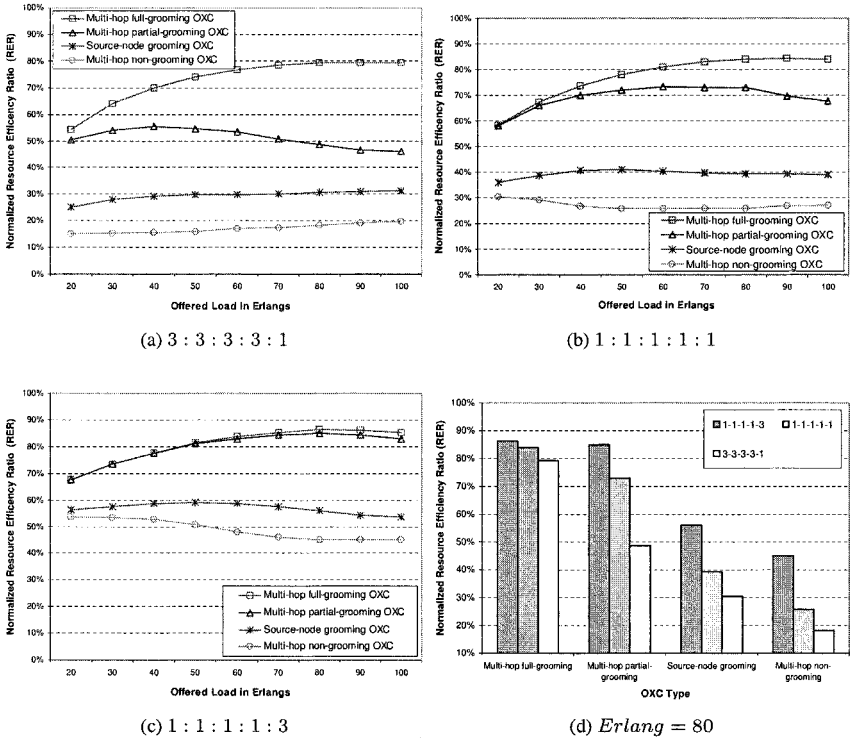 Normalized Resource Efficency Ratio (RER)
100%
90%
80%
70%
60%
50%
40%
30%
20%
10%
0%
Multi-hop full-grooming OXC
Multi-hop partial-grooming OXC
Source-node grooming OXC
Multi-hop non-grooming OXC
20 30 40 50 60 70 80 90 100
Offered Load in Erlangs
(a) 3 : 3 : 3 : 3 : 1
Normalized Resource Efficency Ratio (RER)
100%
90%
80%
70%
60%
50%
40%
30%
20%
10%
0%
Multi-hop full-grooming OXC
Multi-hop partial-grooming OXC
Source-node grooming OXC
Multi-hop non-grooming OXC
20 30 40 50 60 70 80 90 100
Offered Load in Erlangs
(b) 1 : 1 : 1 : 1 : 1
Normalized Resource Efficency Ratio (RER)
100%
90%
80%
70%
60%
50%
40%
30%
20%
10%
0%
Multi-hop full-grooming OXC
Multi-hop partial-grooming OXC
Source-node grooming OXC
Multi-hop non-grooming OXC
20 30 40 50 60 70 80 90 100
Offered Load in Erlangs
(c) 1 : 1 : 1 : 1 : 3
Normalized Resource Efficiency Ratio (RER)
100%
90%
80%
70%
60%
50%
40%
30%
20%
10%
1-1-1-1-3 1-1-1-1-1
3-3-3-3-1
Multi-hop full-grooming Multi-hop partial- Source-node grooming Multi-hop non-
grooming grooming
OXC Type
(d) Erlang = 80